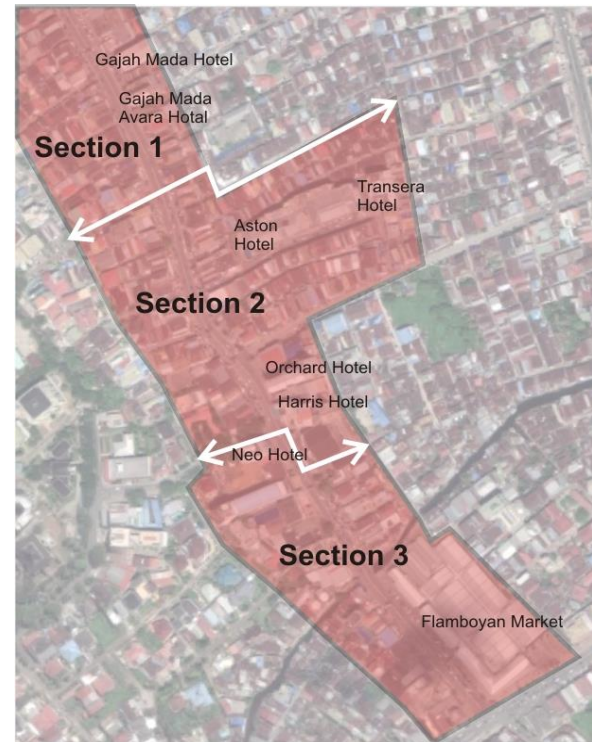 Gajah Mada Hotel
Gajah Mada
Avara Hotal
Section 1
Transera
Hotel
Aston
Hotel
Section 2
Orchard Hotel
Harris Hotel
Neo Hotel
Section 3
Flamboyan Market